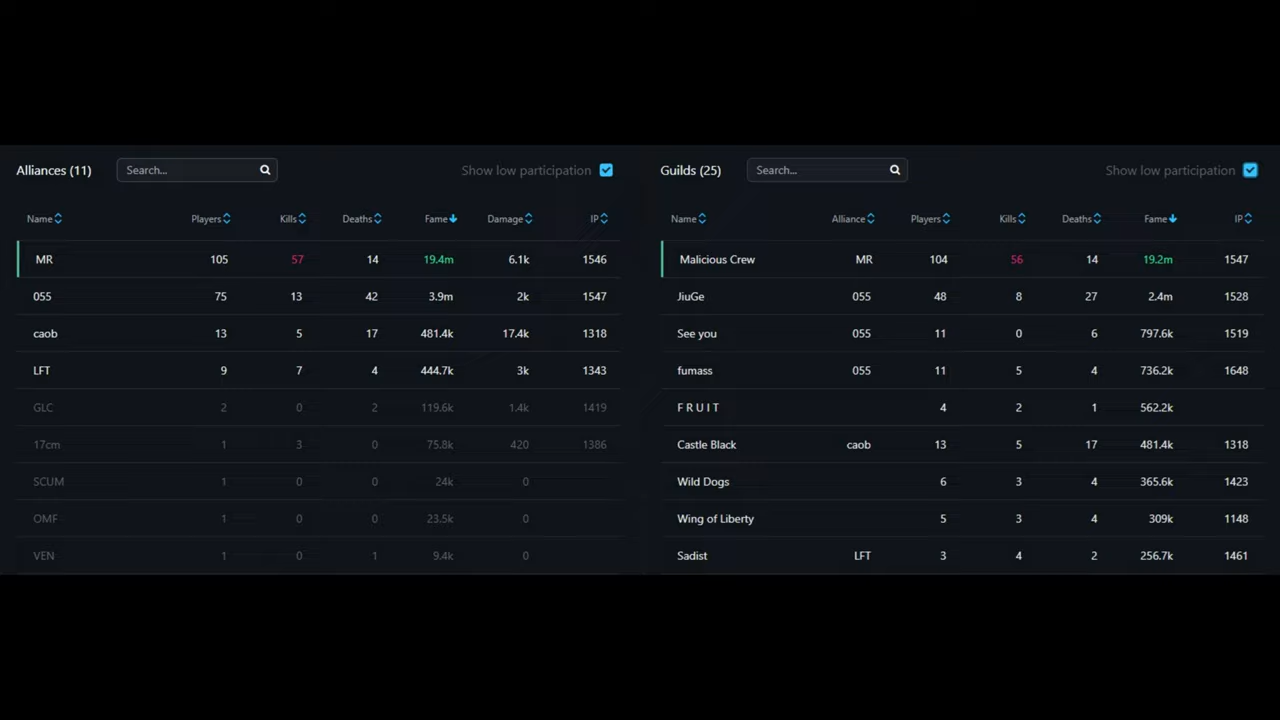 Alliances (11) Search... Show low participation
Name Players Kills Deaths Fame Damage IP
MR 105 57 14 19.4m 6.1k 1546
055 75 13 42 3.9m 2k 1547
caob 13 5 17 481.4k 17.4k 1318
LFT 9 7 4 444.7k 3k 1343
GLC 2 0 2 119.6k 1.4k 1419
17cm 1 3 0 75.8k 420 1386
SCUM 1 0 0 24k 0
OMF 1 0 0 23.5k 0
VEN 1 0 1 9.4k 0
Guilds (25) Search... Show low participation
Name Alliance Players Kills Deaths Fame IP
Malicious Crew MR 104 56 14 19.2m 1547
JiuGe 055 48 8 27 2.4m 1528
See you 055 11 0 6 797.6k 1519
fumass 055 11 5 4 736.2k 1648
F R U I T 4 2 1 562.2k
Castle Black caob 13 5 17 481.4k 1318
Wild Dogs 6 3 4 365.6k 1423
Wing of Liberty 5 3 4 309k 1148
Sadist LFT 3 4 2 256.7k 1461